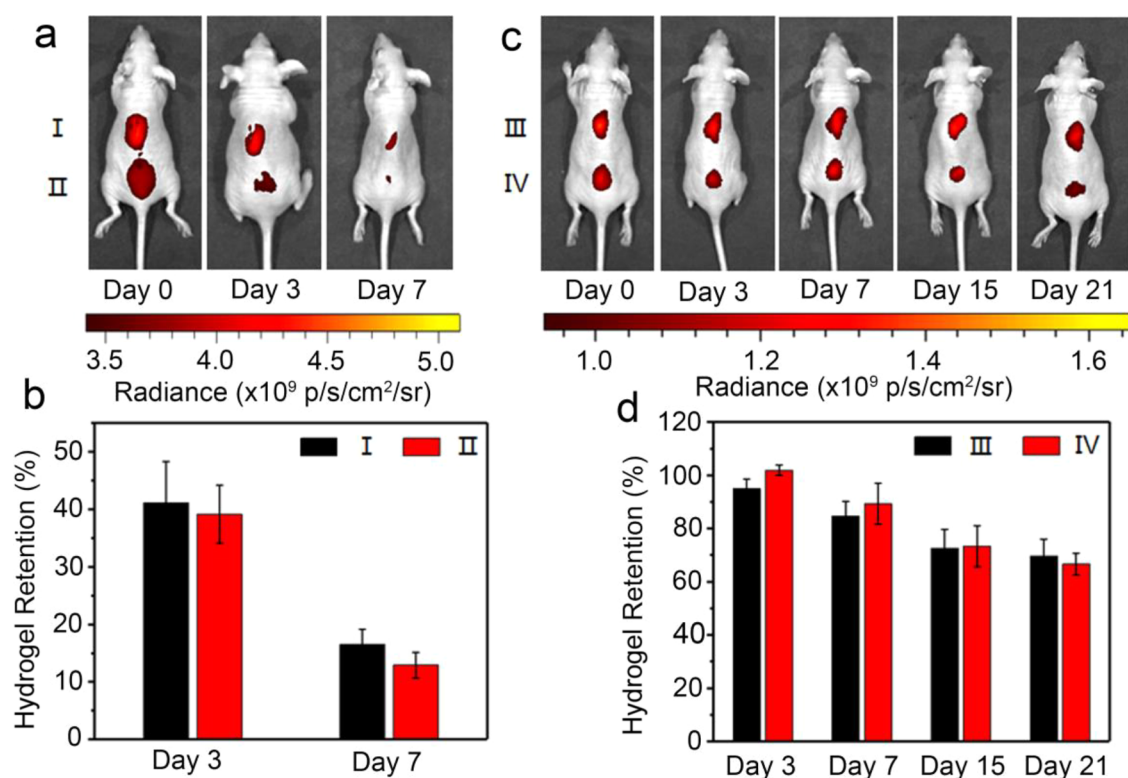 a
I
II
Day 0 Day 3 Day 7
3.5 4.0 4.5 5.0
Radiance (x10⁹ p/s/cm²/sr)
c
III
IV
Day 0 Day 3 Day 7 Day 15 Day 21
1.0 1.2 1.4 1.6
Radiance (x10⁹ p/s/cm²/sr)
b
I II
Hydrogel Retention (%)
50
40
30
20
10
0
Day 3 Day 7
d
III IV
Hydrogel Retention (%)
120
100
80
60
40
20
0
Day 3 Day 7 Day 15 Day 21